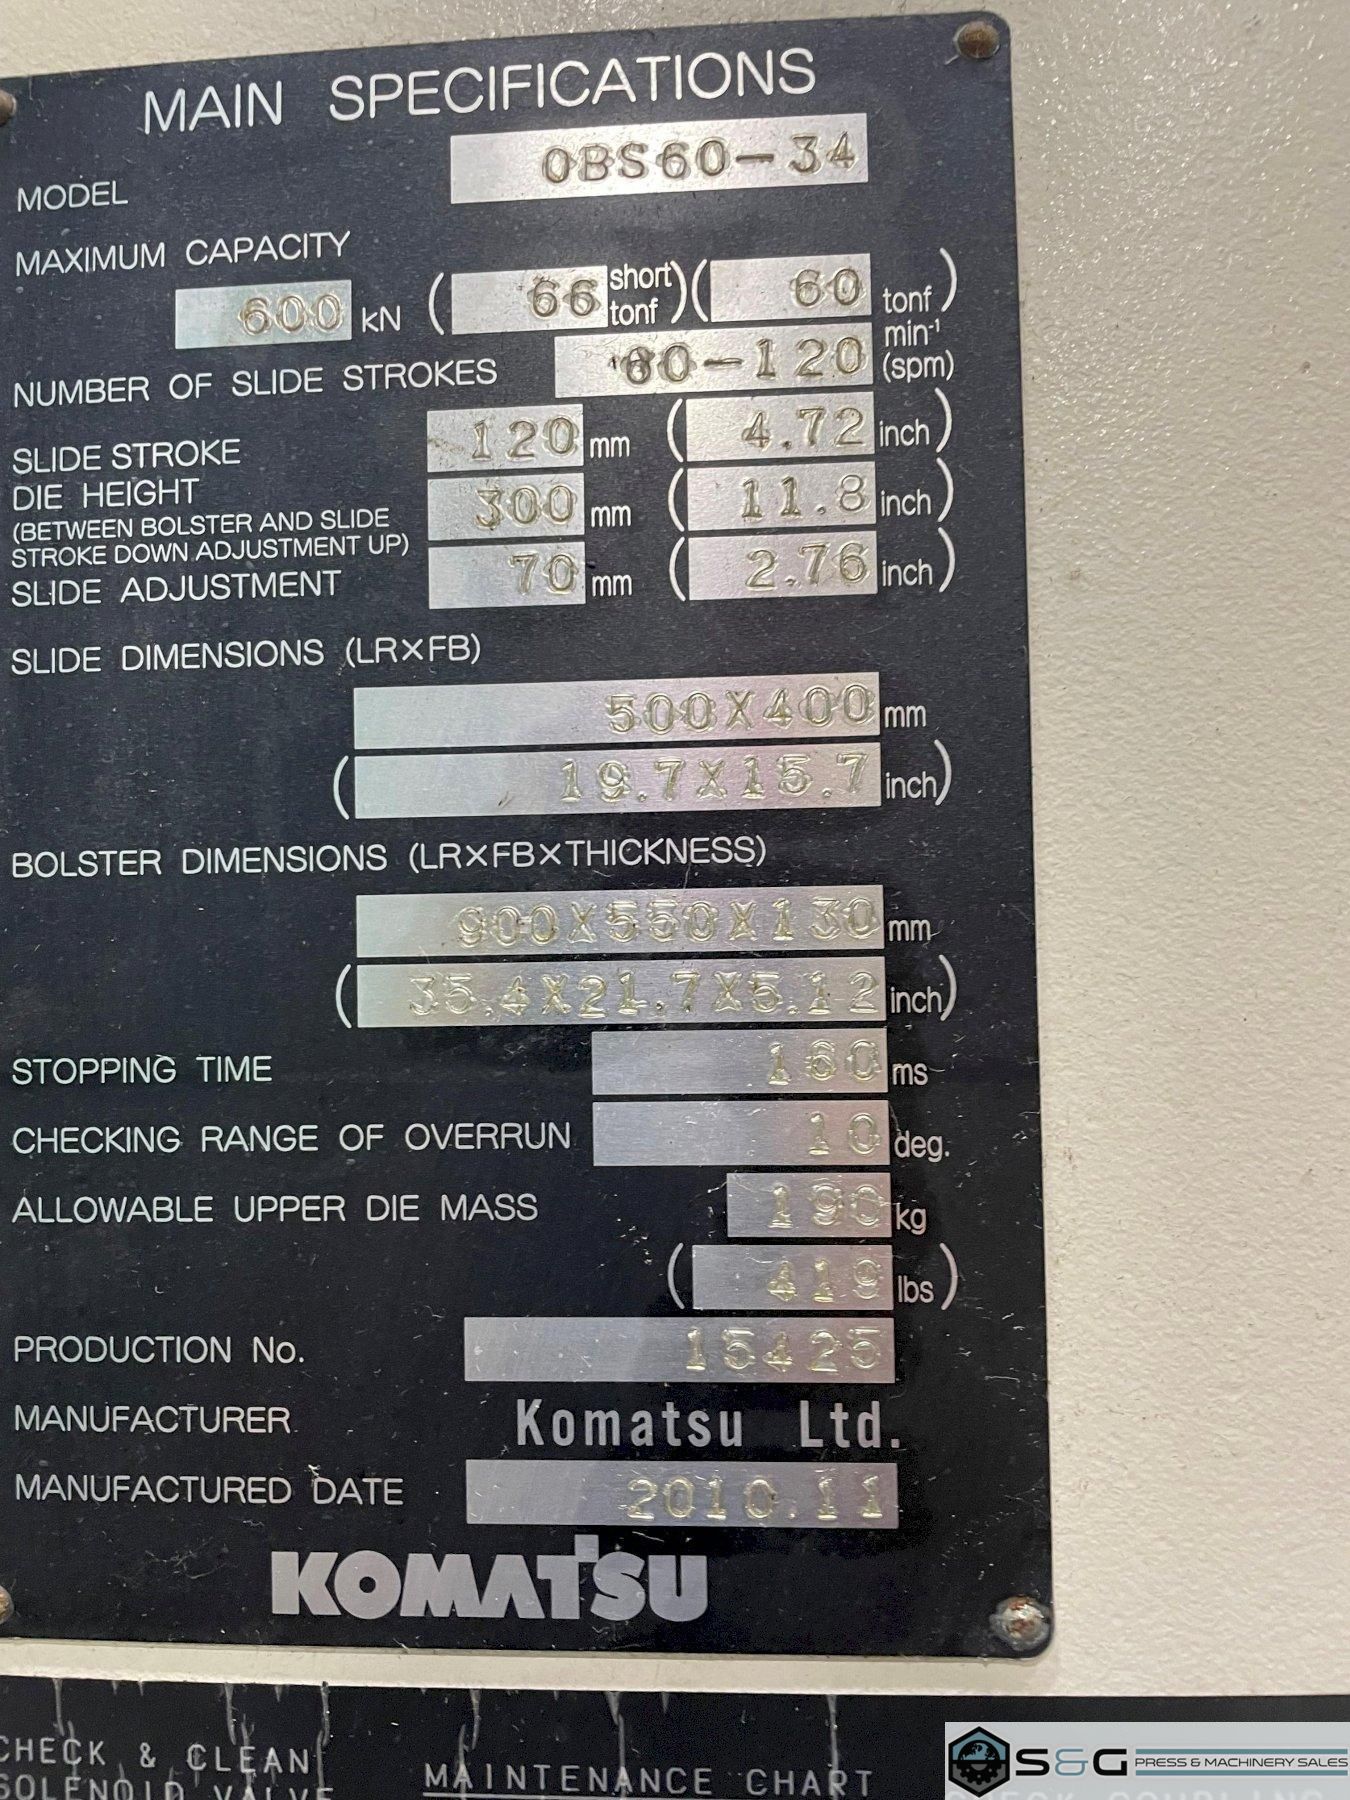 MAIN SPECIFICATIONS
MODEL OBS60-34
MAXIMUM CAPACITY
600 kN (66 short tonf) (60 tonf)
NUMBER OF SLIDE STROKES 60-120 min⁻¹ (spm)
SLIDE STROKE 120 mm (4.72 inch)
DIE HEIGHT 300 mm (11.8 inch)
(BETWEEN BOLSTER AND SLIDE
STROKE DOWN ADJUSTMENT UP)
SLIDE ADJUSTMENT 70 mm (2.76 inch)
SLIDE DIMENSIONS (LR×FB)
500X400 mm
(19.7X15.7 inch)
BOLSTER DIMENSIONS (LR×FB×THICKNESS)
900X550X130 mm
(35.4X21.7X5.12 inch)
STOPPING TIME 160 ms
CHECKING RANGE OF OVERRUN 10 deg.
ALLOWABLE UPPER DIE MASS 190 kg
(419 lbs)
PRODUCTION No. 15425
MANUFACTURER Komatsu Ltd.
MANUFACTURED DATE 2010.11
KOMATSU
CHECK & CLEAN
SOLENOID VALVE
MAINTENANCE CHART
S&G PRESS & MACHINERY SALES